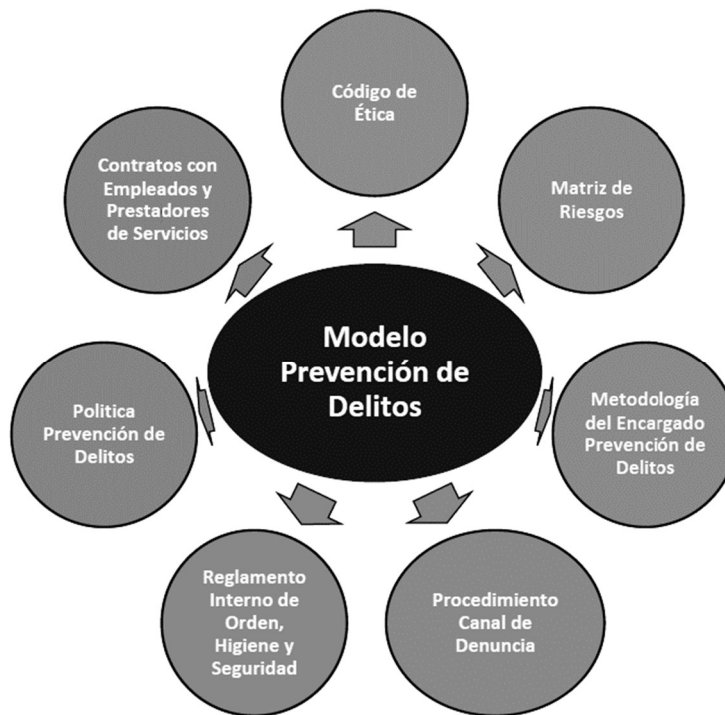 Código de
Ética
Contratos con
Empleados y
Prestadores
de Servicios
Matriz de
Riesgos
Modelo
Prevención de
Delitos
Politica
Prevención de
Delitos
Metodología
del Encargado
Prevención de
Delitos
Reglamento
Interno de
Orden,
Higiene y
Seguridad
Procedimiento
Canal de
Denuncia